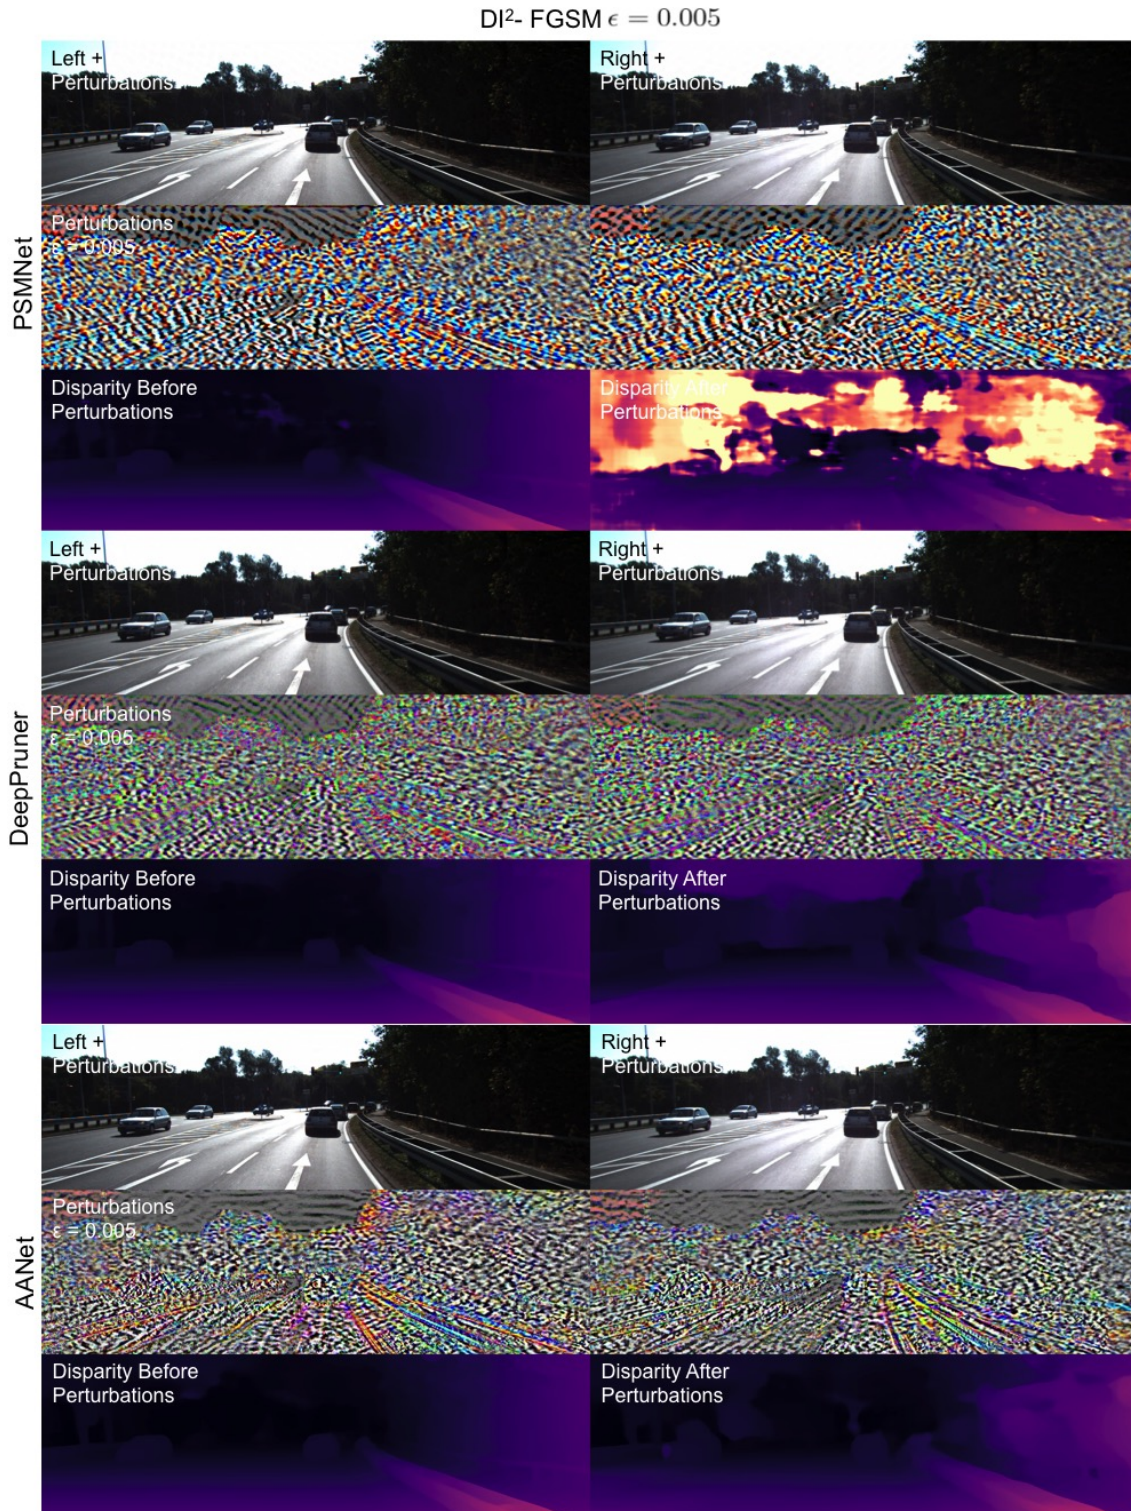 DI²- FGSM ϵ = 0.005
Left +
Perturbations
Right +
Perturbations
PSMNet
Perturbations
ε = 0.005
Disparity Before
Perturbations
Disparity After
Perturbations
Left +
Perturbations
Right +
Perturbations
DeepPruner
Perturbations
ε = 0.005
Disparity Before
Perturbations
Disparity After
Perturbations
Left +
Perturbations
Right +
Perturbations
AANet
Perturbations
ε = 0.005
Disparity Before
Perturbations
Disparity After
Perturbations